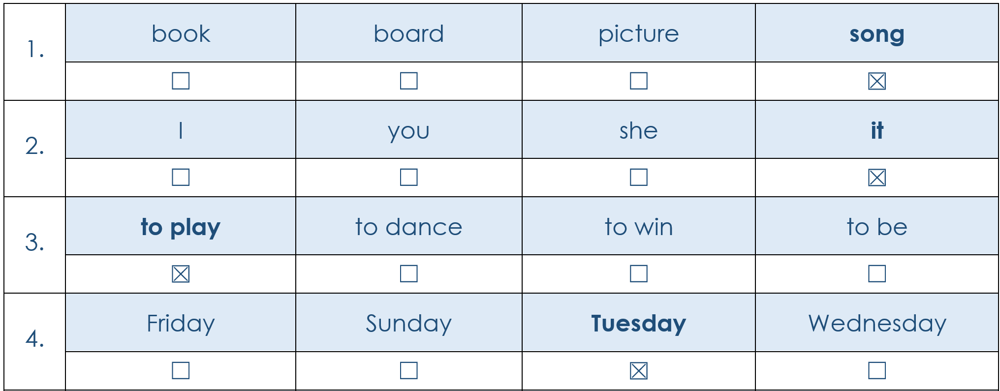 1. book board picture song
☐ ☐ ☐ ☒
2. I you she it
☐ ☐ ☐ ☒
3. to play to dance to win to be
☒ ☐ ☐ ☐
4. Friday Sunday Tuesday Wednesday
☐ ☐ ☒ ☐